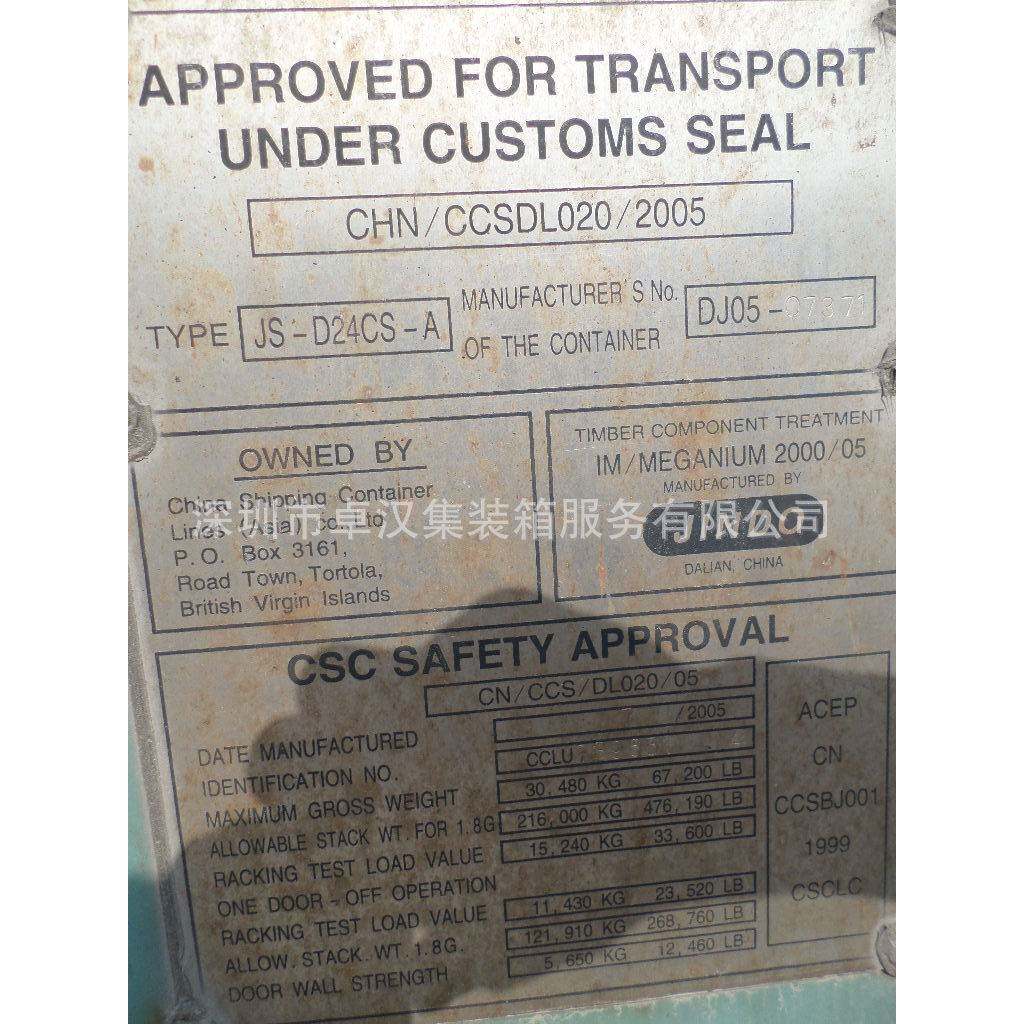 APPROVED FOR TRANSPORT
UNDER CUSTOMS SEAL
CHN/CCSDL020/2005
TYPE JS-D24CS-A
MANUFACTURER'S No.
OF THE CONTAINER
DJ05-07371
OWNED BY
China Shipping Container
Lines (Asia) Co., Ltd
P.O. Box 3161,
Road Town, Tortola,
British Virgin Islands
TIMBER COMPONENT TREATMENT
IM/MEGANIUM 2000/05
MANUFACTURED BY
DALIAN, CHINA
深圳市卓汉集装箱服务有限公司
CSC SAFETY APPROVAL
CN/CCS/DL020/05
DATE MANUFACTURED /2005
IDENTIFICATION NO. CCLU
MAXIMUM GROSS WEIGHT 30,480 KG 67,200 LB
ALLOWABLE STACK WT. FOR 1.8G 216,000 KG 476,190 LB
RACKING TEST LOAD VALUE 15,240 KG 33,600 LB
ONE DOOR - OFF OPERATION
RACKING TEST LOAD VALUE 11,430 KG 23,520 LB
ALLOW. STACK. WT. 1.8G. 121,910 KG 268,760 LB
DOOR WALL STRENGTH 5,650 KG 12,460 LB
ACEP
CN
CCSBJ001
1999
CSCLC